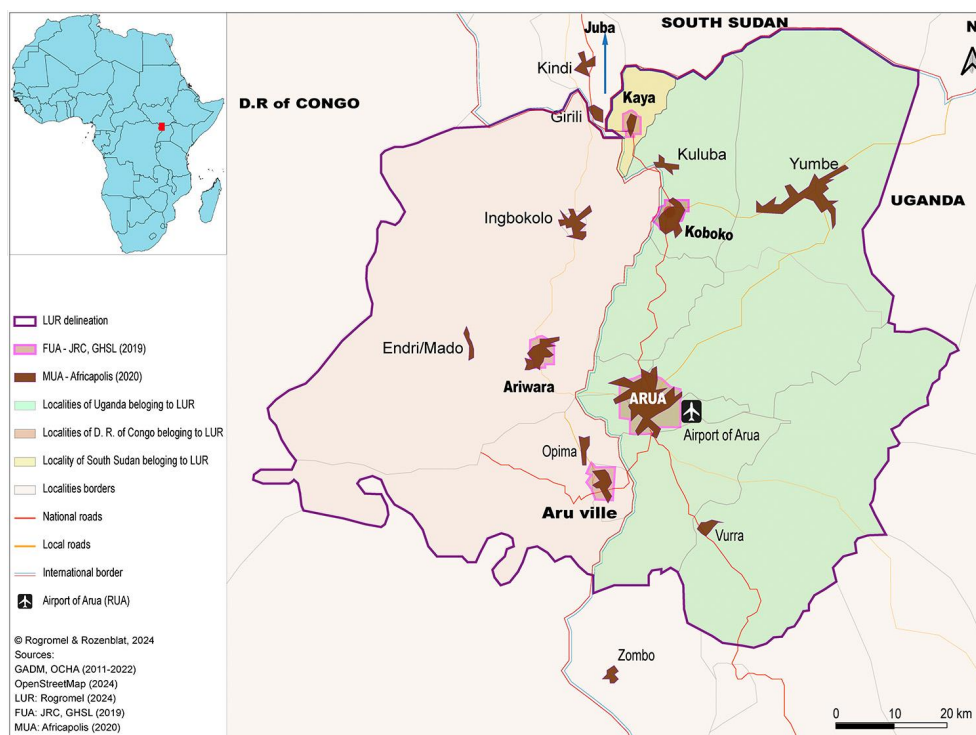 SOUTH SUDAN
N
Juba
Kindi
D.R of CONGO
Kaya
Girili
Kuluba
Yumbe
UGANDA
Ingbokolo
Koboko
Endri/Mado
Ariwara
ARUA
Airport of Arua
Opima
Aru ville
Vurra
Zombo
0 10 20 km
LUR delineation
FUA - JRC, GHSL (2019)
MUA - Africapolis (2020)
Localities of Uganda beloging to LUR
Localities of D. R. of Congo beloging to LUR
Locality of South Sudan beloging to LUR
Localities borders
National roads
Local roads
International border
Airport of Arua (RUA)
© Rogromel & Rozenblat, 2024
Sources:
GADM, OCHA (2011-2022)
OpenStreetMap (2024)
LUR: Rogromel (2024)
FUA: JRC, GHSL (2019)
MUA: Africapolis (2020)